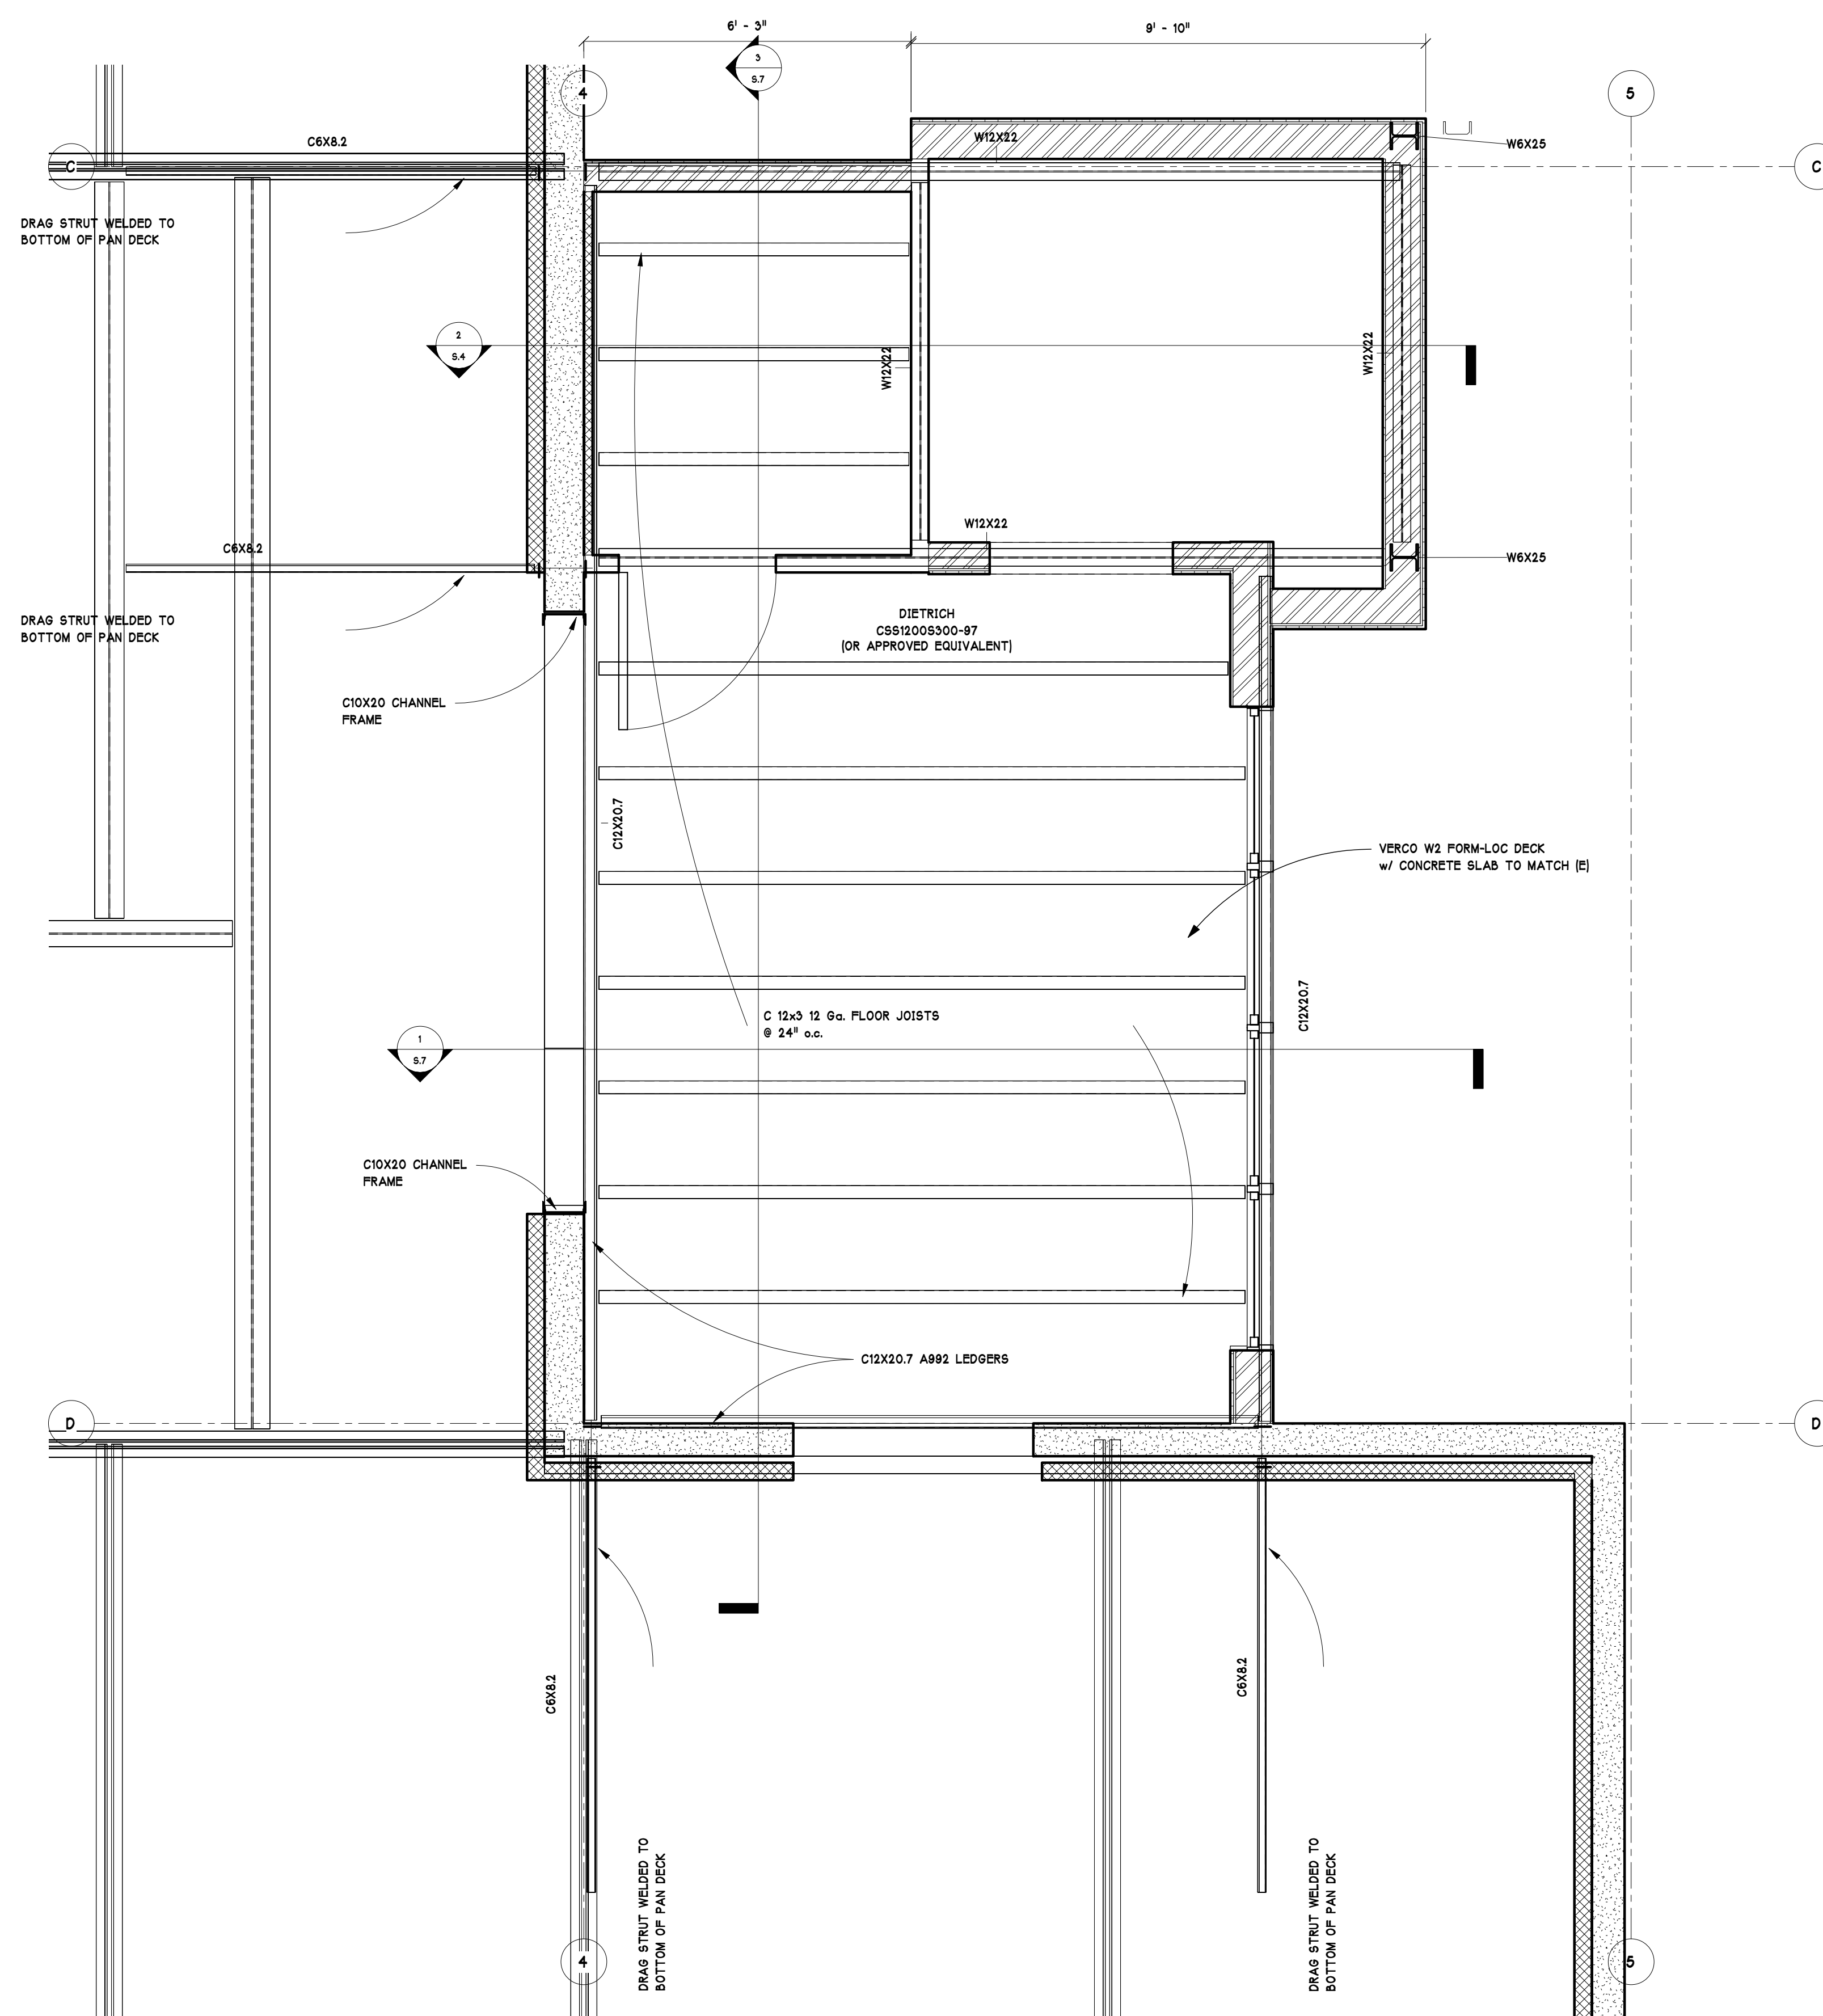 6' - 3"
9' - 10"
3
S.7
4
5
C6X8.2
W12X22
W6X25
C
C
DRAG STRUT WELDED TO
BOTTOM OF PAN DECK
2
S.4
W12X22
W12X22
W12X22
C6X8.2
W6X25
DRAG STRUT WELDED TO
BOTTOM OF PAN DECK
DIETRICH
CSS1200S300-97
(OR APPROVED EQUIVALENT)
C10X20 CHANNEL
FRAME
C12X20.7
VERCO W2 FORM-LOC DECK
w/ CONCRETE SLAB TO MATCH (E)
C12X20.7
C 12x3 12 Ga. FLOOR JOISTS
@ 24" o.c.
1
S.7
C10X20 CHANNEL
FRAME
C12X20.7 A992 LEDGERS
D
D
C6X8.2
C6X8.2
DRAG STRUT WELDED TO
BOTTOM OF PAN DECK
DRAG STRUT WELDED TO
BOTTOM OF PAN DECK
4
5